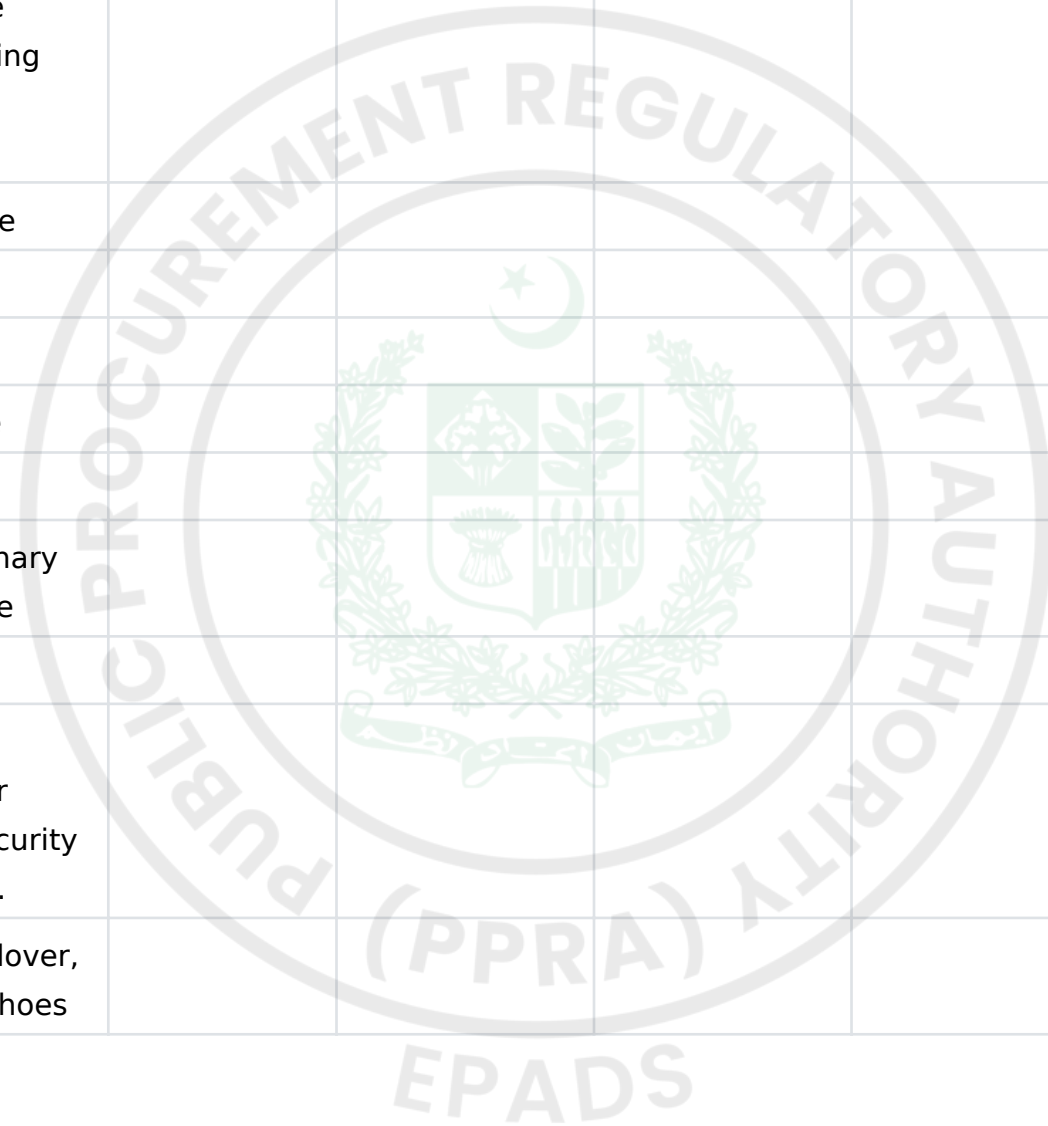 e
ing
e
nary
e
r
curity
.
lover,
hoes
PUBLIC PROCUREMENT REGULATORY AUTHORITY
(PPRA)
EPADS